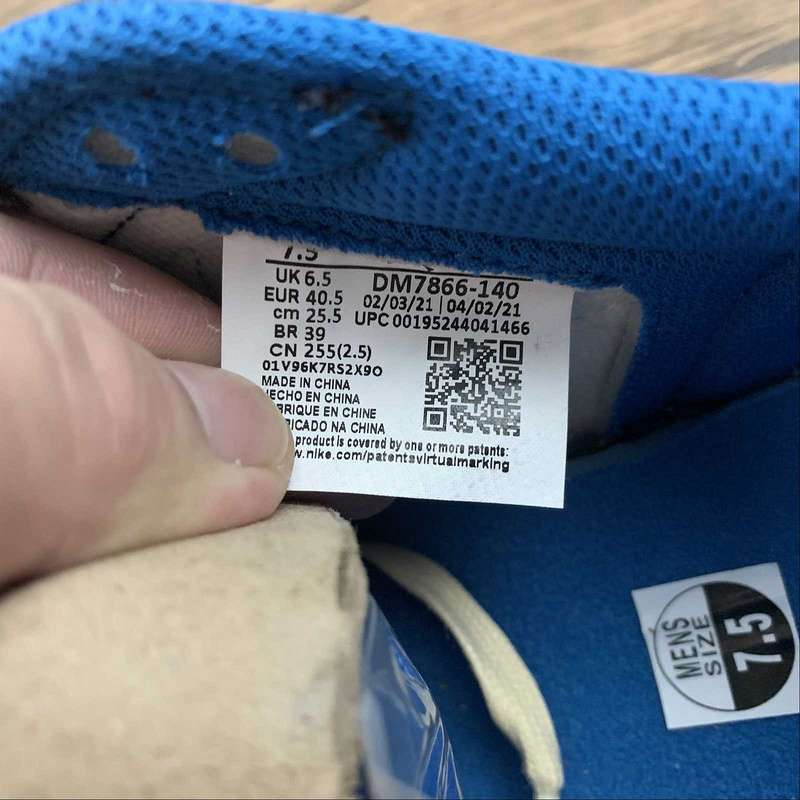 7.5
UK 6.5
EUR 40.5
cm 25.5
BR 39
CN 255(2.5)
DM7866-140
02/03/21 | 04/02/21
UPC 00195244041466
01V96K7RS2X9O
MADE IN CHINA
HECHO EN CHINA
FABRIQUE EN CHINE
FABRICADO NA CHINA
product is covered by one or more patents:
www.nike.com/patentsvirtualmarking
MENS
SIZE
7.5